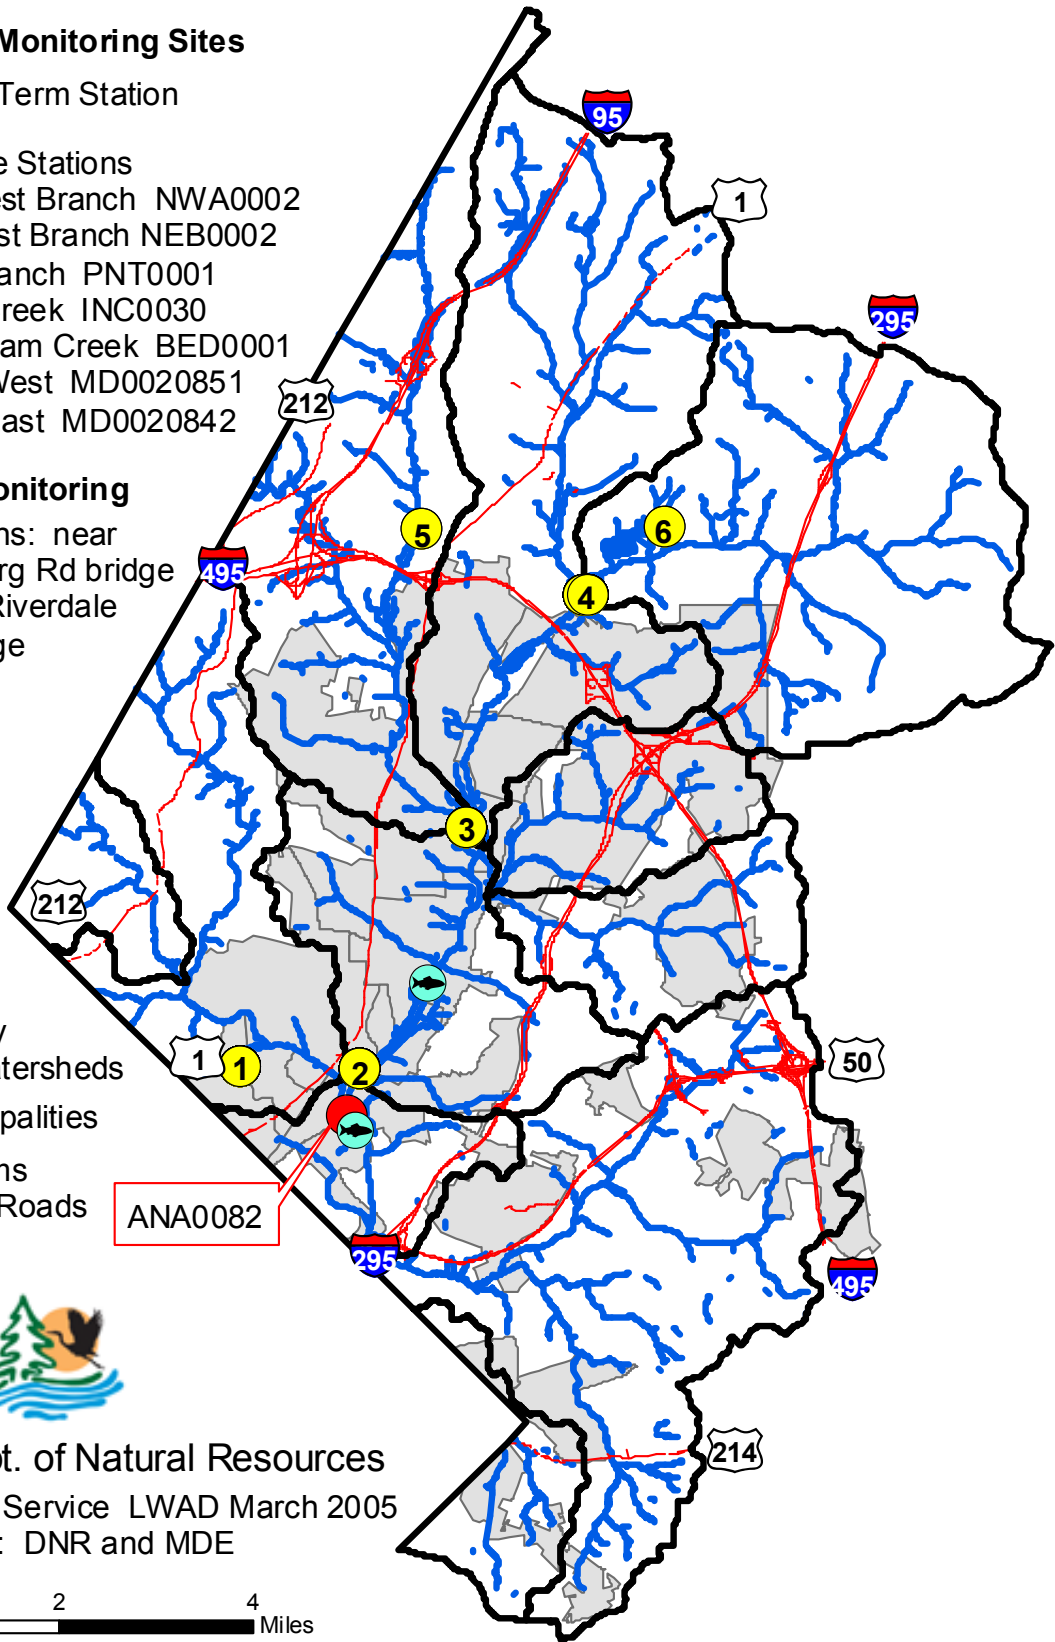 Monitoring Sites
Term Station
e Stations
est Branch NWA0002
st Branch NEB0002
anch PNT0001
reek INC0030
am Creek BED0001
West MD0020851
ast MD0020842
onitoring
ns: near
rg Rd bridge
Riverdale
ge
95
1
295
212
495
5
6
4
3
212
1
1
2
50
y
atersheds
palities
ns
Roads
ANA0082
295
495
214
pt. of Natural Resources
Service LWAD March 2005
: DNR and MDE
2
4
Miles